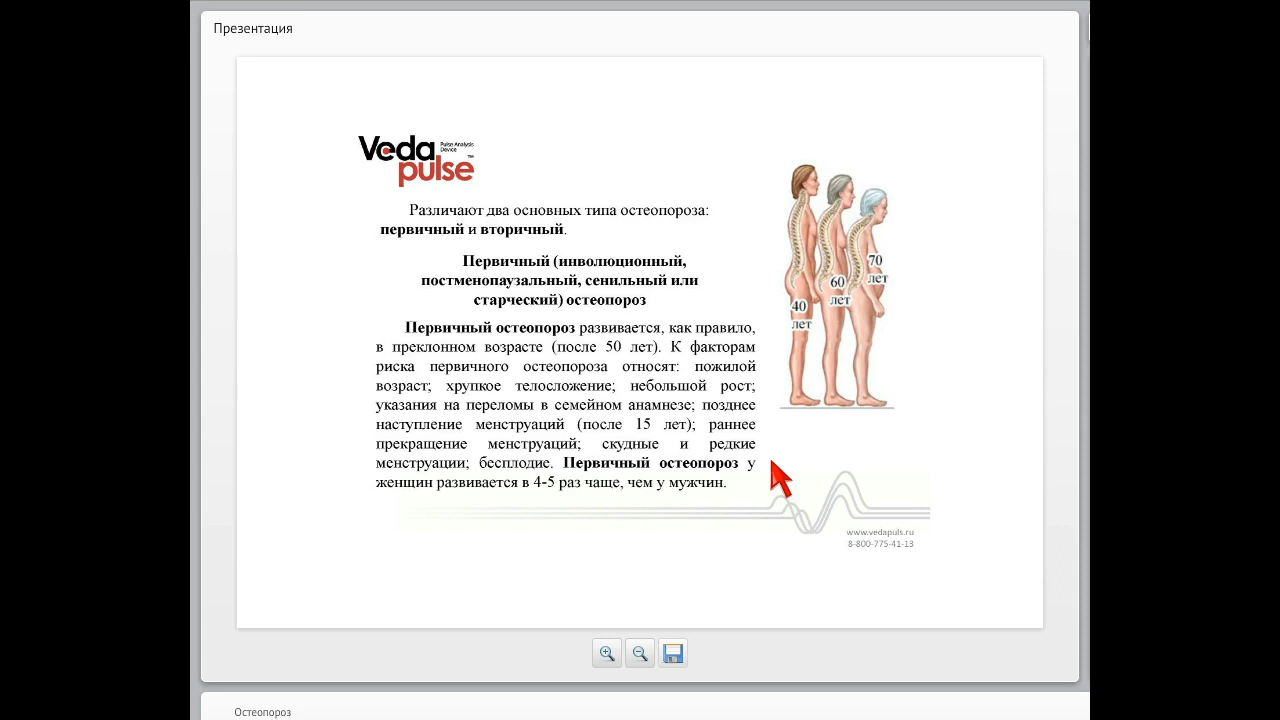 Презентация
Veda Pulse Analysis
Device
pulse ™
Различают два основных типа остеопороза:
первичный и вторичный.
Первичный (инволюционный,
постменопаузальный, сенильный или
старческий) остеопороз
Первичный остеопороз развивается, как правило,
в преклонном возрасте (после 50 лет). К факторам
риска первичного остеопороза относят: пожилой
возраст; хрупкое телосложение; небольшой рост;
указания на переломы в семейном анамнезе; позднее
наступление менструаций (после 15 лет); раннее
прекращение менструаций; скудные и редкие
менструации; бесплодие. Первичный остеопороз у
женщин развивается в 4-5 раз чаще, чем у мужчин.
40
лет
60
лет
70
лет
www.vedapuls.ru
8-800-775-41-13
Остеопороз